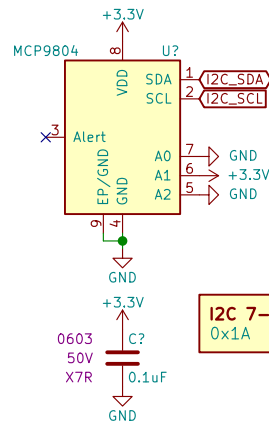 +3.3V
MCP9804
U?
8
VDD
SDA 1 I2C_SDA
SCL 2 I2C_SCL
3 Alert
A0 7 GND
A1 6 +3.3V
A2 5 GND
EP/GND
GND
9 4
GND
+3.3V
0603 C?
50V
X7R 0.1uF
GND
I2C 7-
0x1A